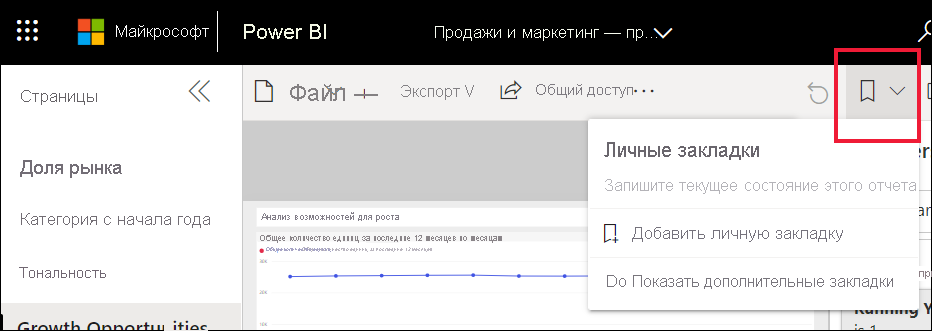 Майкрософт
Power BI
Продажи и маркетинг — пр...
Страницы
Файл
Экспорт V
Общий доступ...
Личные закладки
Запишите текущее состояние этого отчета
Добавить личную закладку
Do Показать дополнительные закладки
Доля рынка
Категория с начала года
Тональность
Growth Opportunities
Анализ возможностей для роста
Общее количество единиц за последние 12 месяцев по месяцам
Running Y